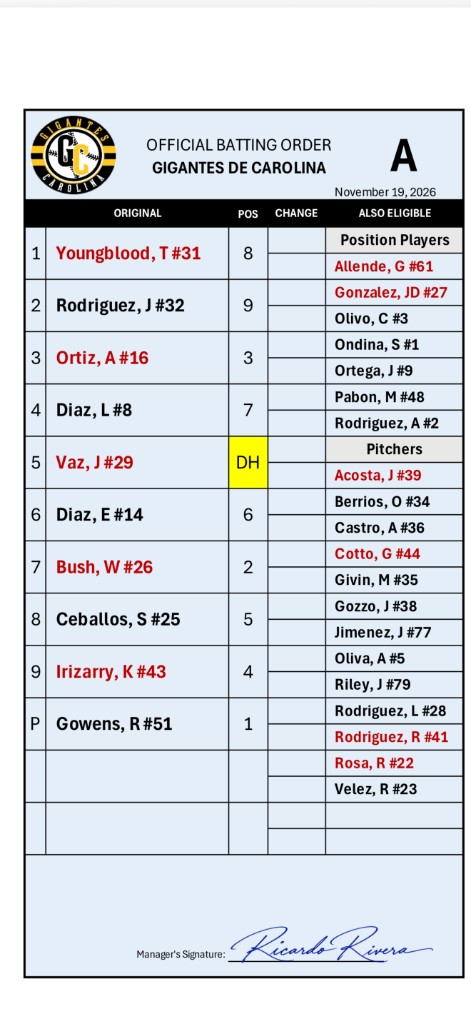 GIGANTES
GC
CAROLINA
OFFICIAL BATTING ORDER
GIGANTES DE CAROLINA
A
November 19, 2026
ORIGINAL POS CHANGE ALSO ELIGIBLE
Position Players
1 Youngblood, T #31 8
Allende, G #61
Gonzalez, JD #27
2 Rodriguez, J #32 9
Olivo, C #3
Ondina, S #1
3 Ortiz, A #16 3
Ortega, J #9
Pabon, M #48
4 Diaz, L #8 7
Rodriguez, A #2
Pitchers
5 Vaz, J #29 DH
Acosta, J #39
Berrios, O #34
6 Diaz, E #14 6
Castro, A #36
Cotto, G #44
7 Bush, W #26 2
Givin, M #35
Gozzo, J #38
8 Ceballos, S #25 5
Jimenez, J #77
Oliva, A #5
9 Irizarry, K #43 4
Riley, J #79
Rodriguez, L #28
P Gowens, R #51 1
Rodriguez, R #41
Rosa, R #22
Velez, R #23
Manager's Signature: Ricardo Rivera